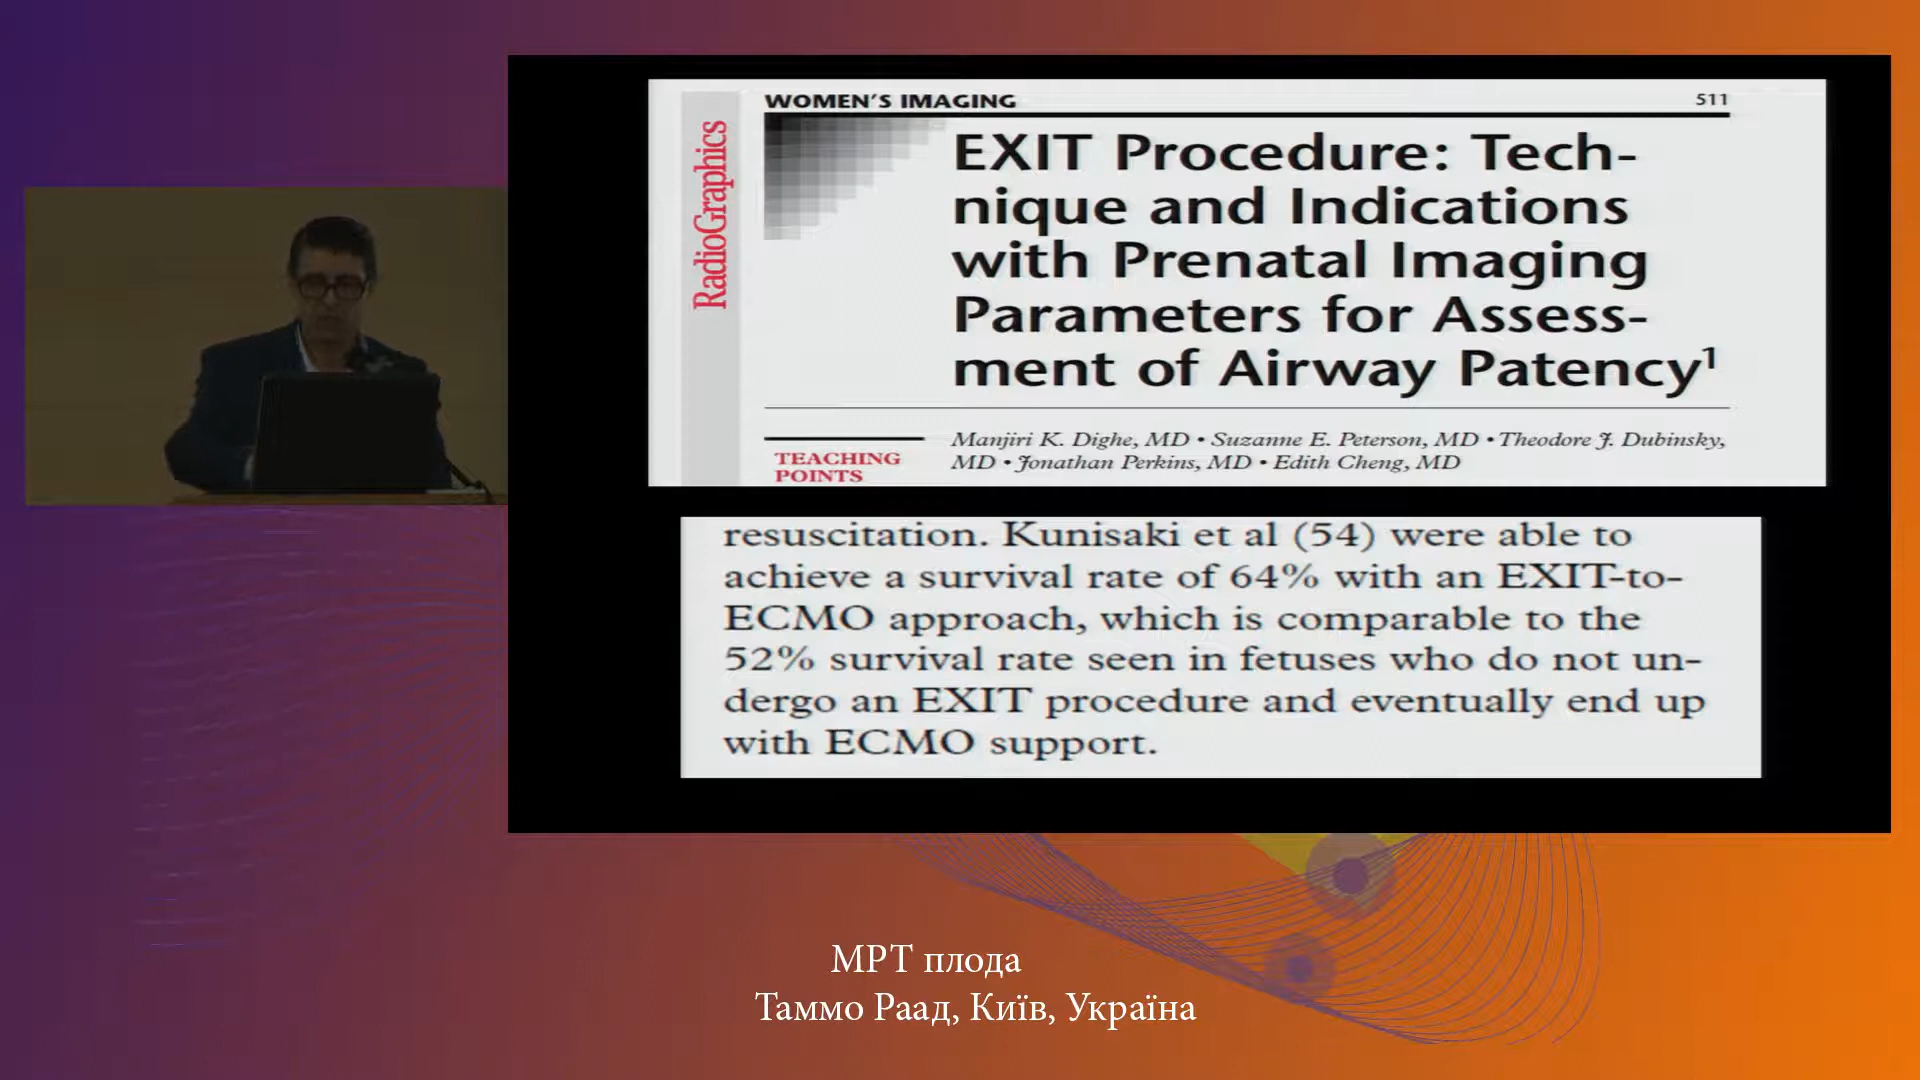 WOMEN'S IMAGING
511
RadioGraphics
EXIT Procedure: Tech-
nique and Indications
with Prenatal Imaging
Parameters for Assess-
ment of Airway Patency¹
TEACHING
POINTS
Manjiri K. Dighe, MD • Suzanne E. Peterson, MD • Theodore J. Dubinsky,
MD • Jonathan Perkins, MD • Edith Cheng, MD
resuscitation. Kunisaki et al (54) were able to
achieve a survival rate of 64% with an EXIT-to-
ECMO approach, which is comparable to the
52% survival rate seen in fetuses who do not un-
dergo an EXIT procedure and eventually end up
with ECMO support.
МРТ плода
Таммо Раад, Київ, Україна